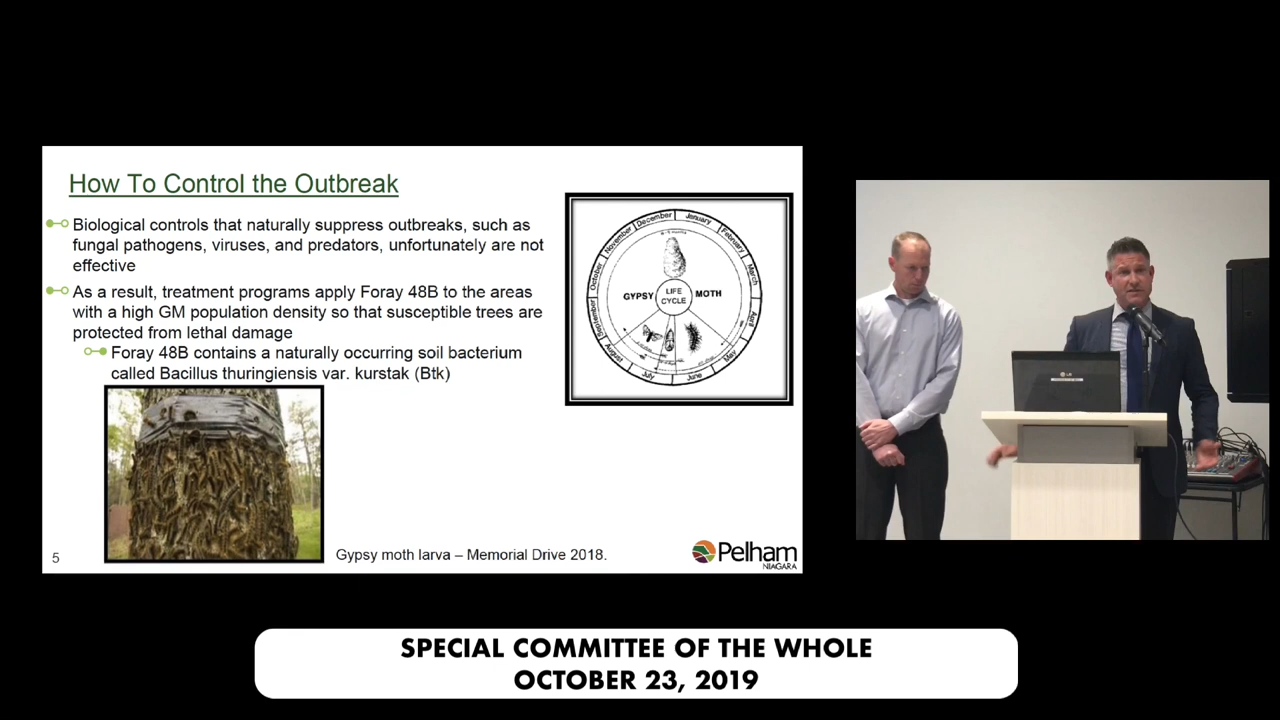 How To Control the Outbreak
Biological controls that naturally suppress outbreaks, such as
fungal pathogens, viruses, and predators, unfortunately are not
effective
As a result, treatment programs apply Foray 48B to the areas
with a high GM population density so that susceptible trees are
protected from lethal damage
Foray 48B contains a naturally occurring soil bacterium
called Bacillus thuringiensis var. kurstak (Btk)
December
January
November
February
October
March
GYPSY
LIFE
CYCLE
MOTH
September
April
August
May
July
June
5
Gypsy moth larva – Memorial Drive 2018.
Pelham
NIAGARA
LG
SPECIAL COMMITTEE OF THE WHOLE
OCTOBER 23, 2019